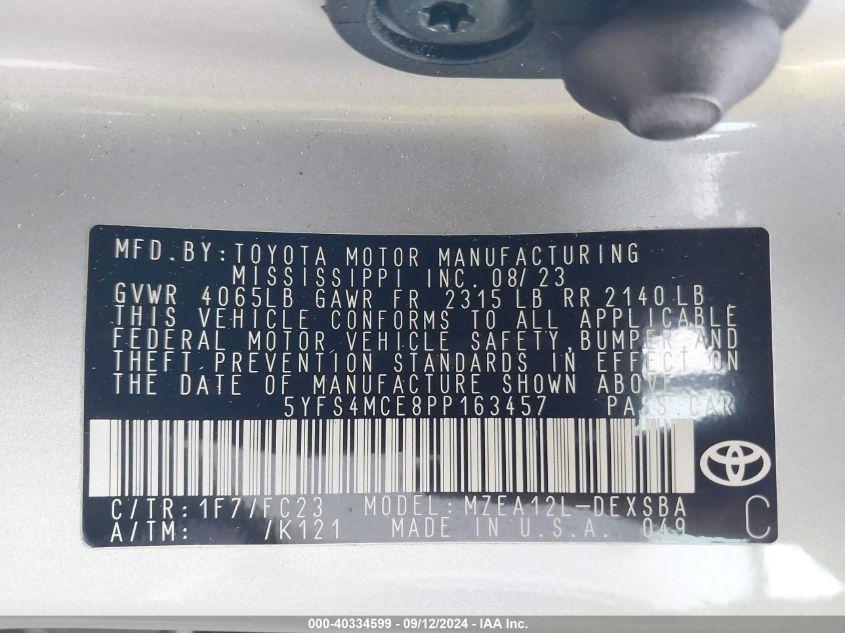 MFD. BY: TOYOTA MOTOR MANUFACTURING
MISSISSIPPI INC. 08/23
GVWR 4065LB GAWR FR 2315 LB RR 2140 LB
THIS VEHICLE CONFORMS TO ALL APPLICABLE
FEDERAL MOTOR VEHICLE SAFETY, BUMPER AND
THEFT PREVENTION STANDARDS IN EFFECT ON
THE DATE OF MANUFACTURE SHOWN ABOVE.
5YFS4MCE8PP163457 PASS CAR
C/TR: 1F7/FC23 MODEL: MZEA12L-DEXSBA
A/TM: /K121 MADE IN U.S.A. 049 C
000-40334599 - 09/12/2024 - IAA Inc.